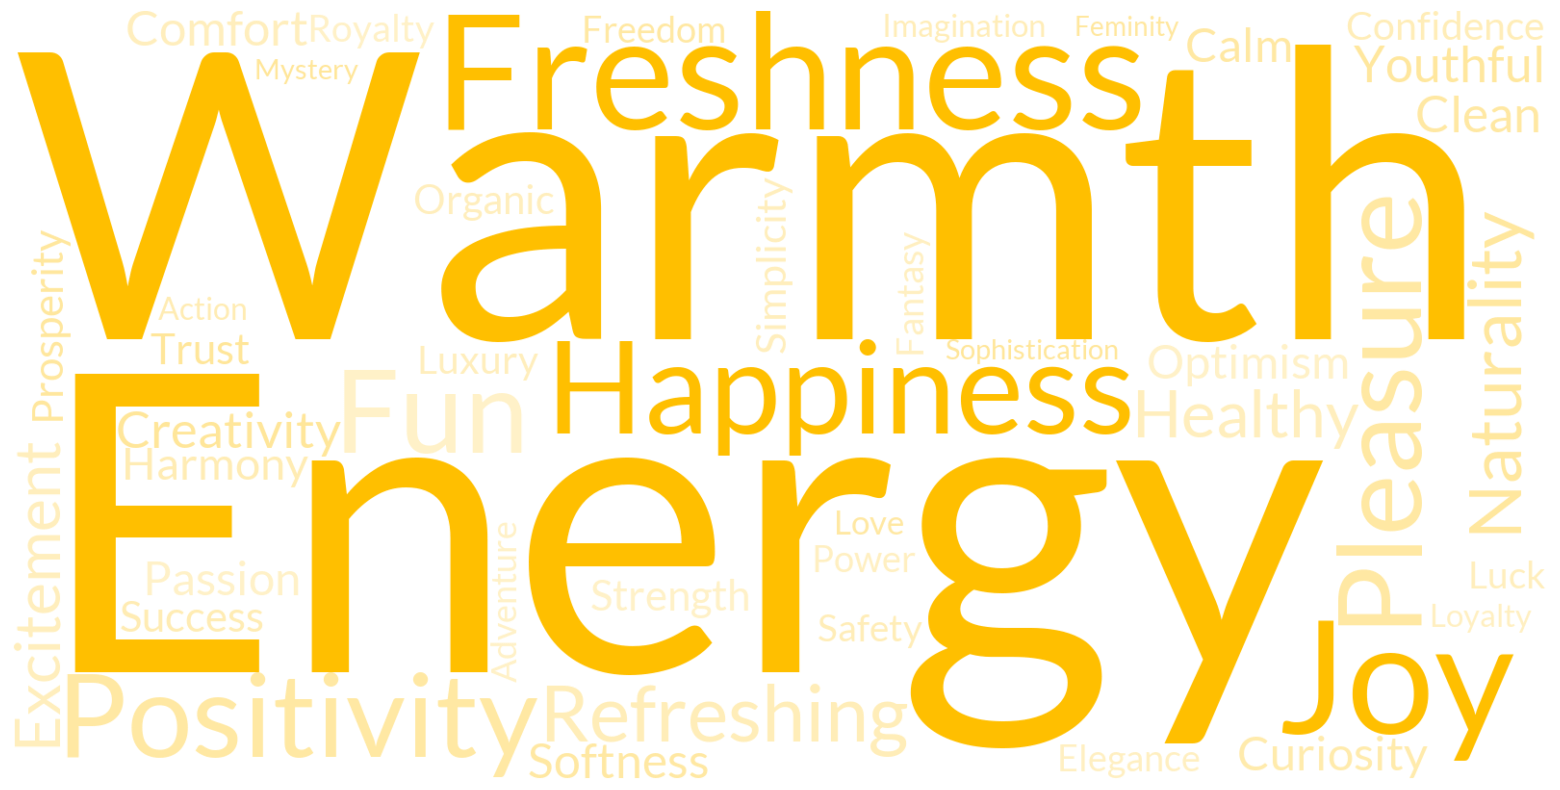 Comfort
Royalty
Mystery
Freshness
Freedom
Imagination
Feminity
Calm
Confidence
Youthful
Clean
Warmth
Organic
Simplicity
Fantasy
Pleasure
Naturality
Prosperity
Action
Trust
Luxury
Happiness
Sophistication
Optimism
Healthy
Fun
Creativity
Harmony
Energy
Excitement
Passion
Success
Adventure
Strength
Love
Power
Safety
Luck
Loyalty
Joy
Positivity
Refreshing
Softness
Elegance
Curiosity